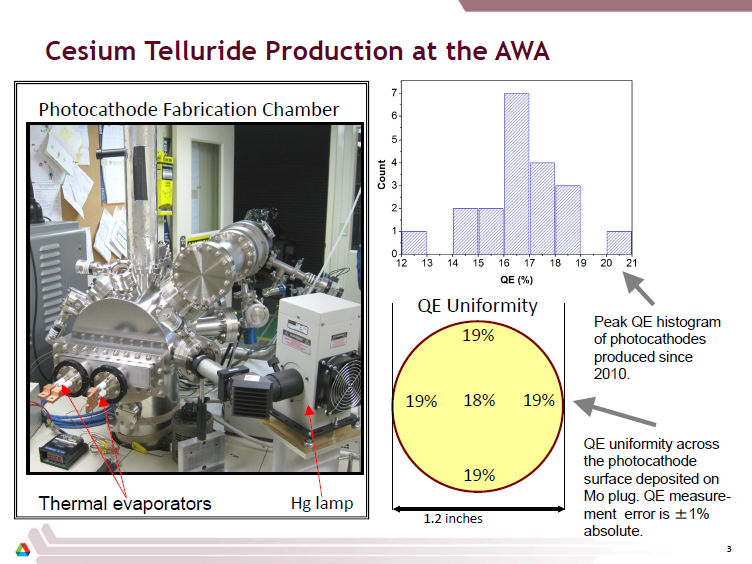 Cesium Telluride Production at the AWA
Photocathode Fabrication Chamber
Thermal evaporators
Hg lamp
Count
7
6
5
4
3
2
1
0
12 13 14 15 16 17 18 19 20 21
QE (%)
Peak QE histogram
of photocathodes
produced since
2010.
QE Uniformity
19%
19% 18% 19%
19%
1.2 inches
QE uniformity across
the photocathode
surface deposited on
Mo plug. QE measure-
ment error is ±1%
absolute.
3